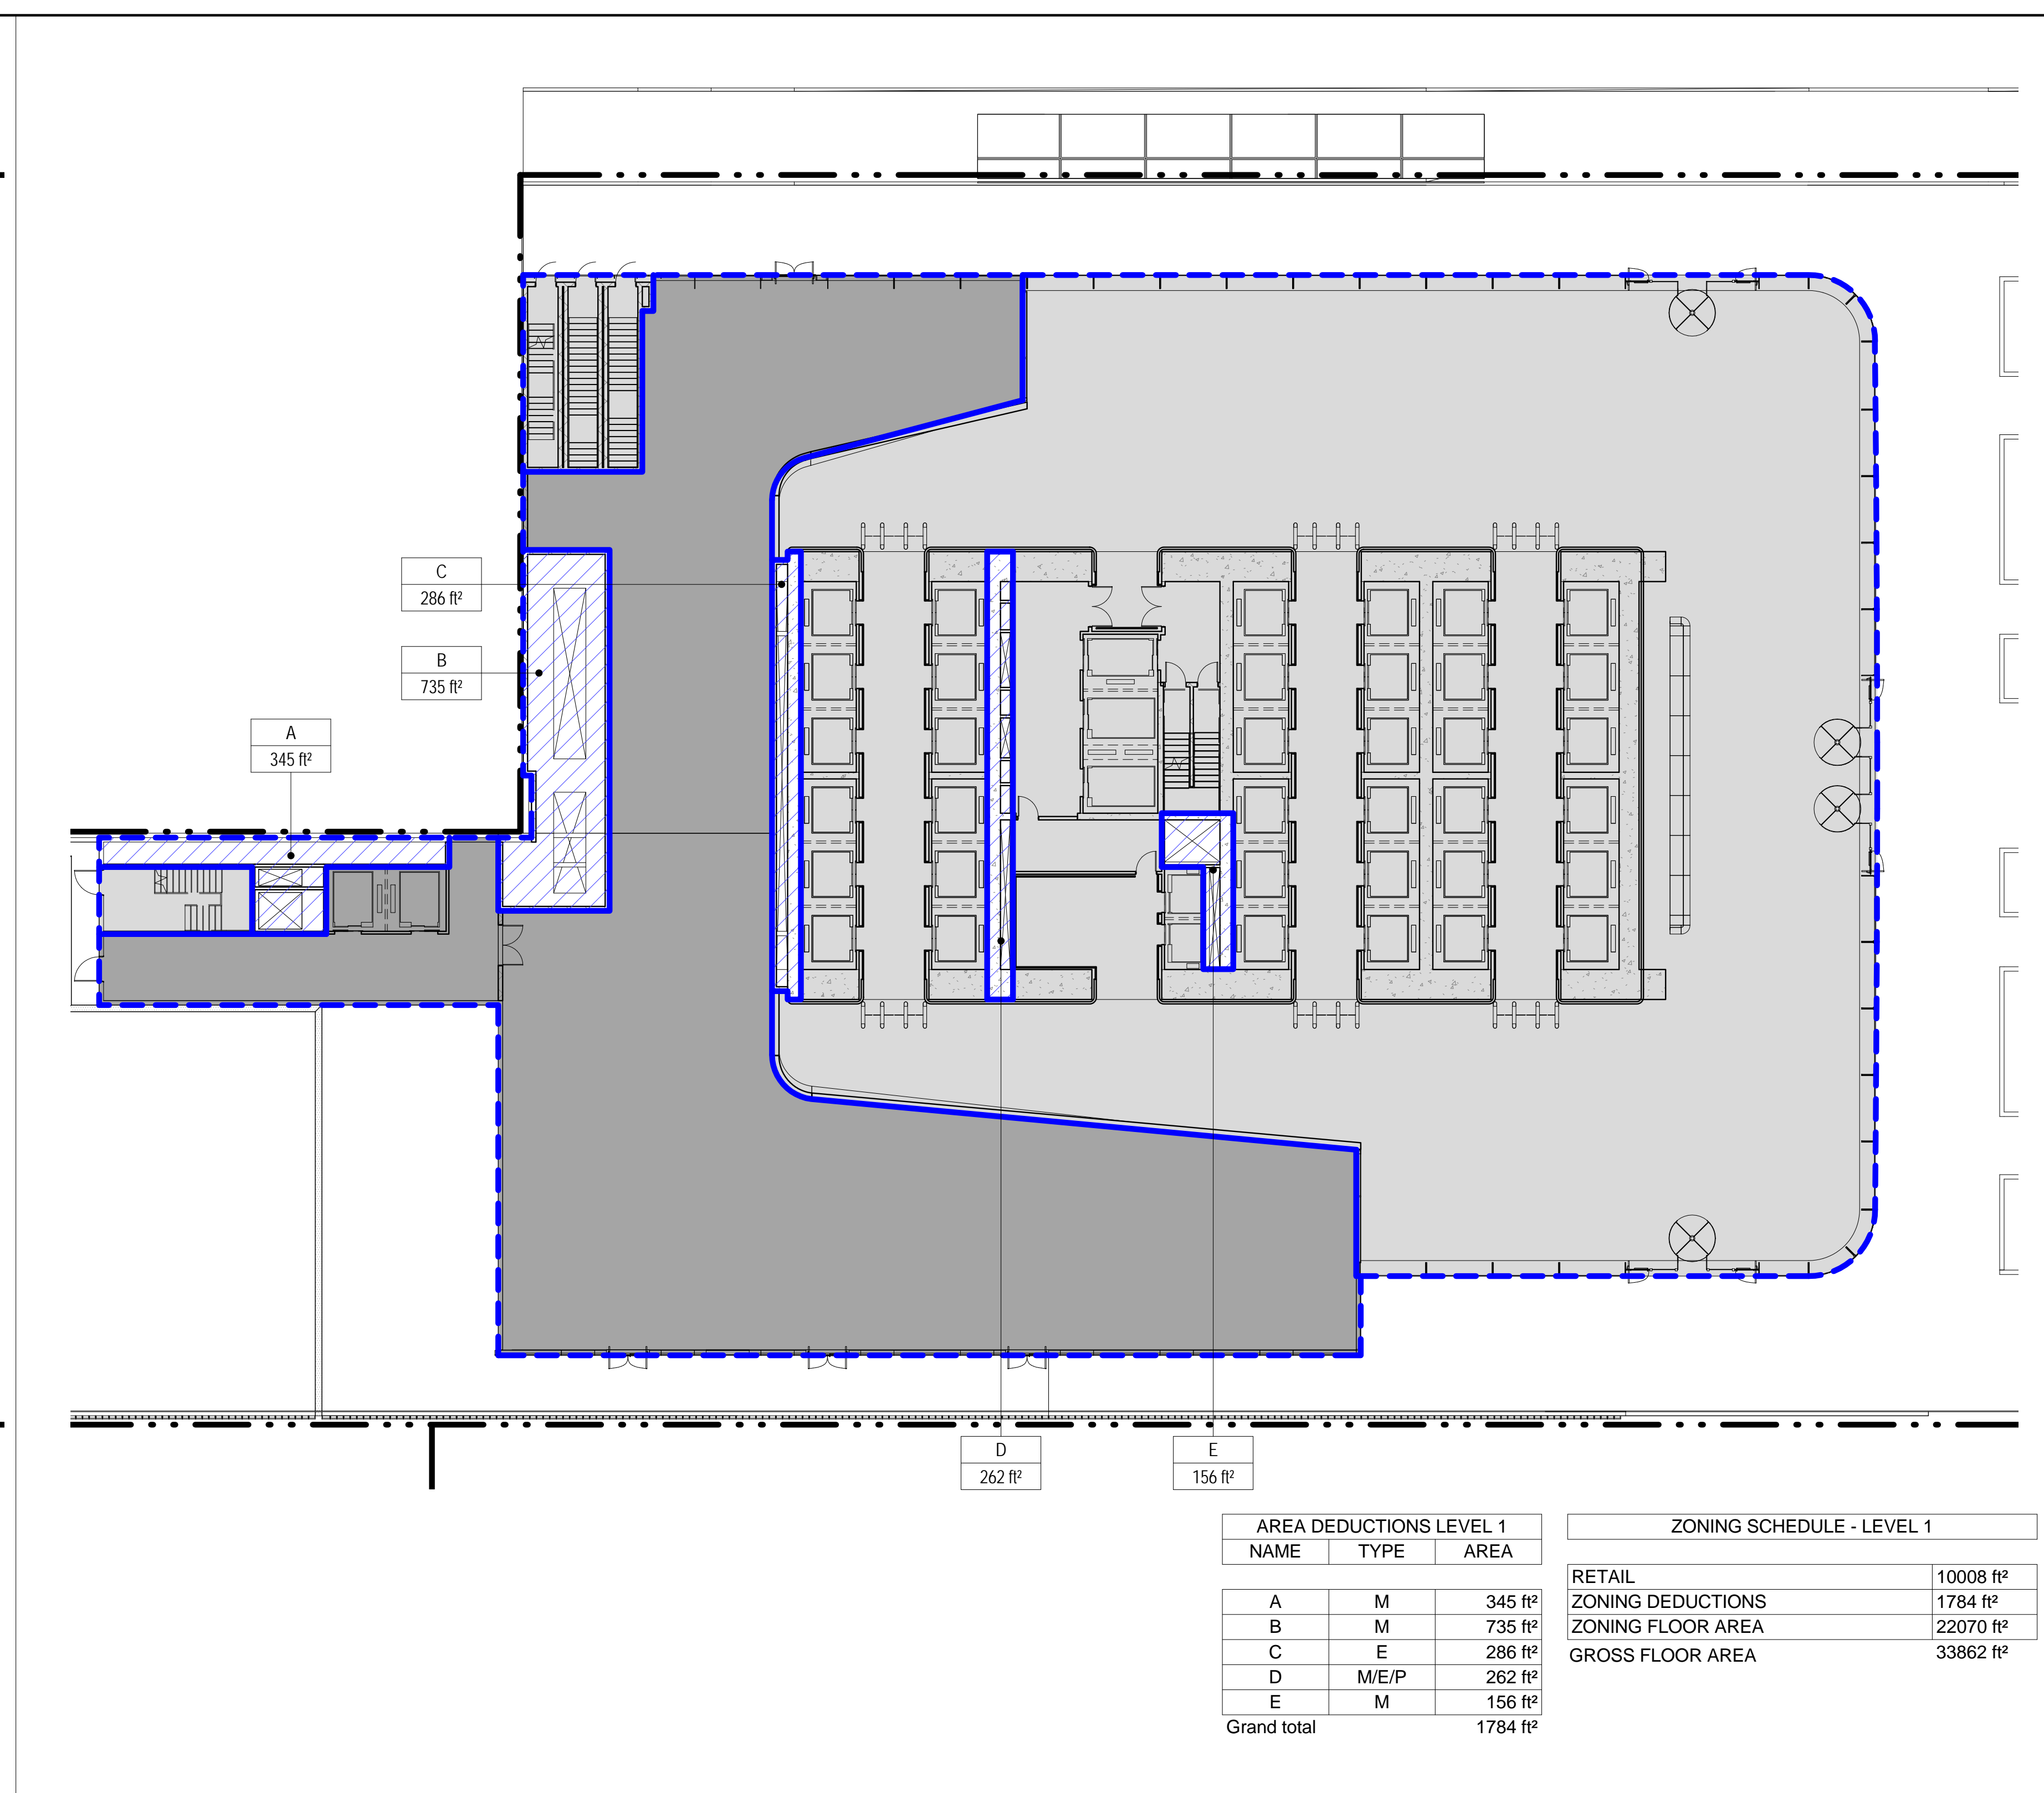 C
286 ft²
B
735 ft²
A
345 ft²
D
262 ft²
E
156 ft²
AREA DEDUCTIONS LEVEL 1
NAME TYPE AREA
A M 345 ft²
B M 735 ft²
C E 286 ft²
D M/E/P 262 ft²
E M 156 ft²
Grand total 1784 ft²
ZONING SCHEDULE - LEVEL 1
RETAIL 10008 ft²
ZONING DEDUCTIONS 1784 ft²
ZONING FLOOR AREA 22070 ft²
GROSS FLOOR AREA 33862 ft²